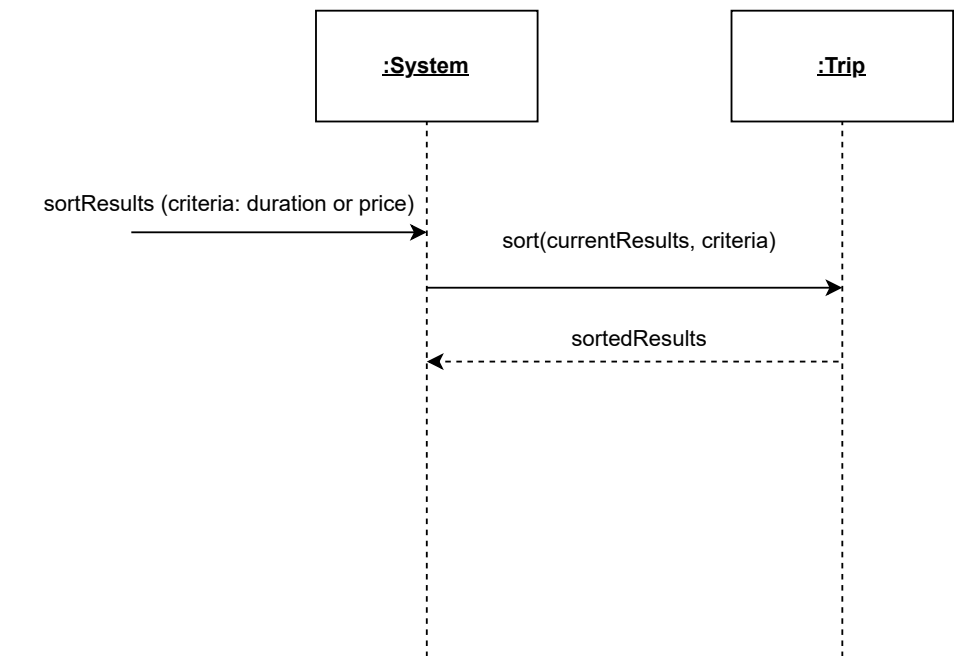 :System
:Trip
sortResults (criteria: duration or price)
sort(currentResults, criteria)
sortedResults